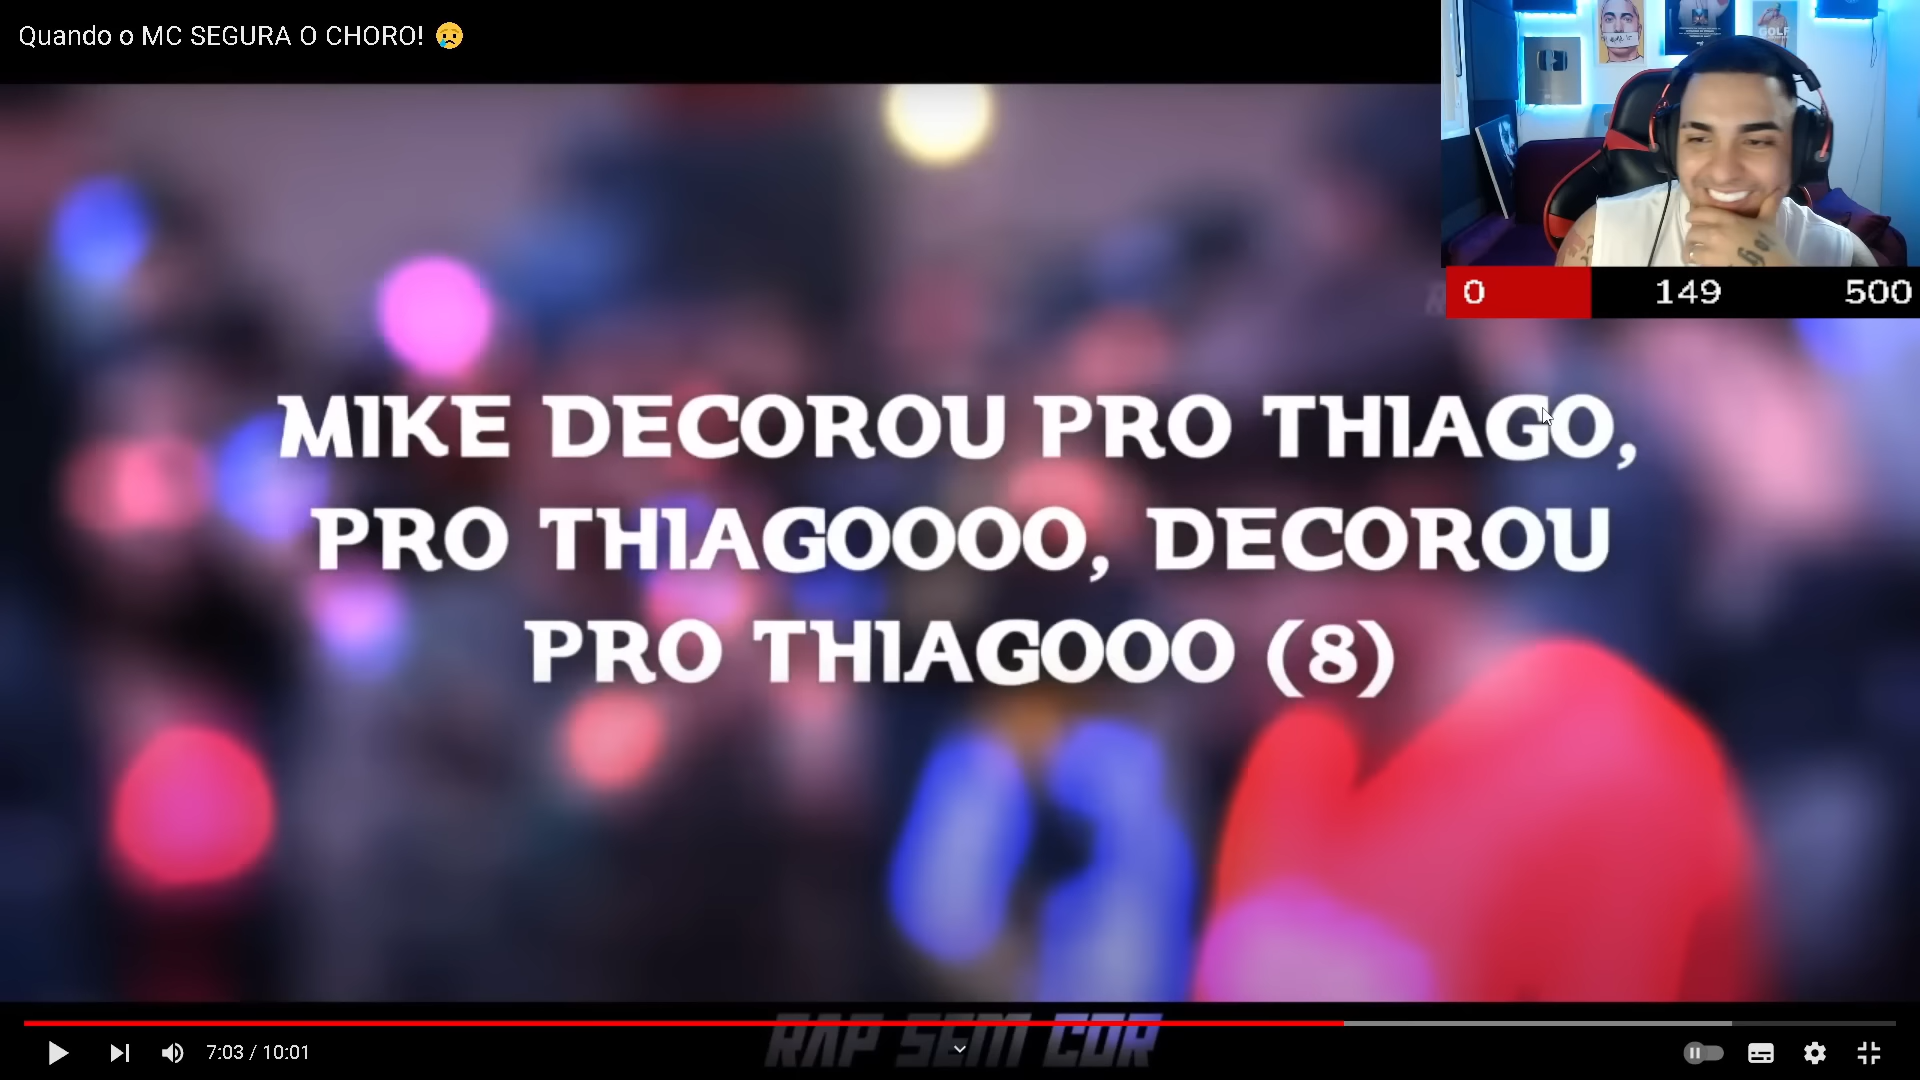 Quando o MC SEGURA O CHORO! 😥
GOLF
0 149 500
MIKE DECOROU PRO THIAGO,
PRO THIAGOOOO, DECOROU
PRO THIAGOOO (8)
RAP SEM COR
7:03 / 10:01